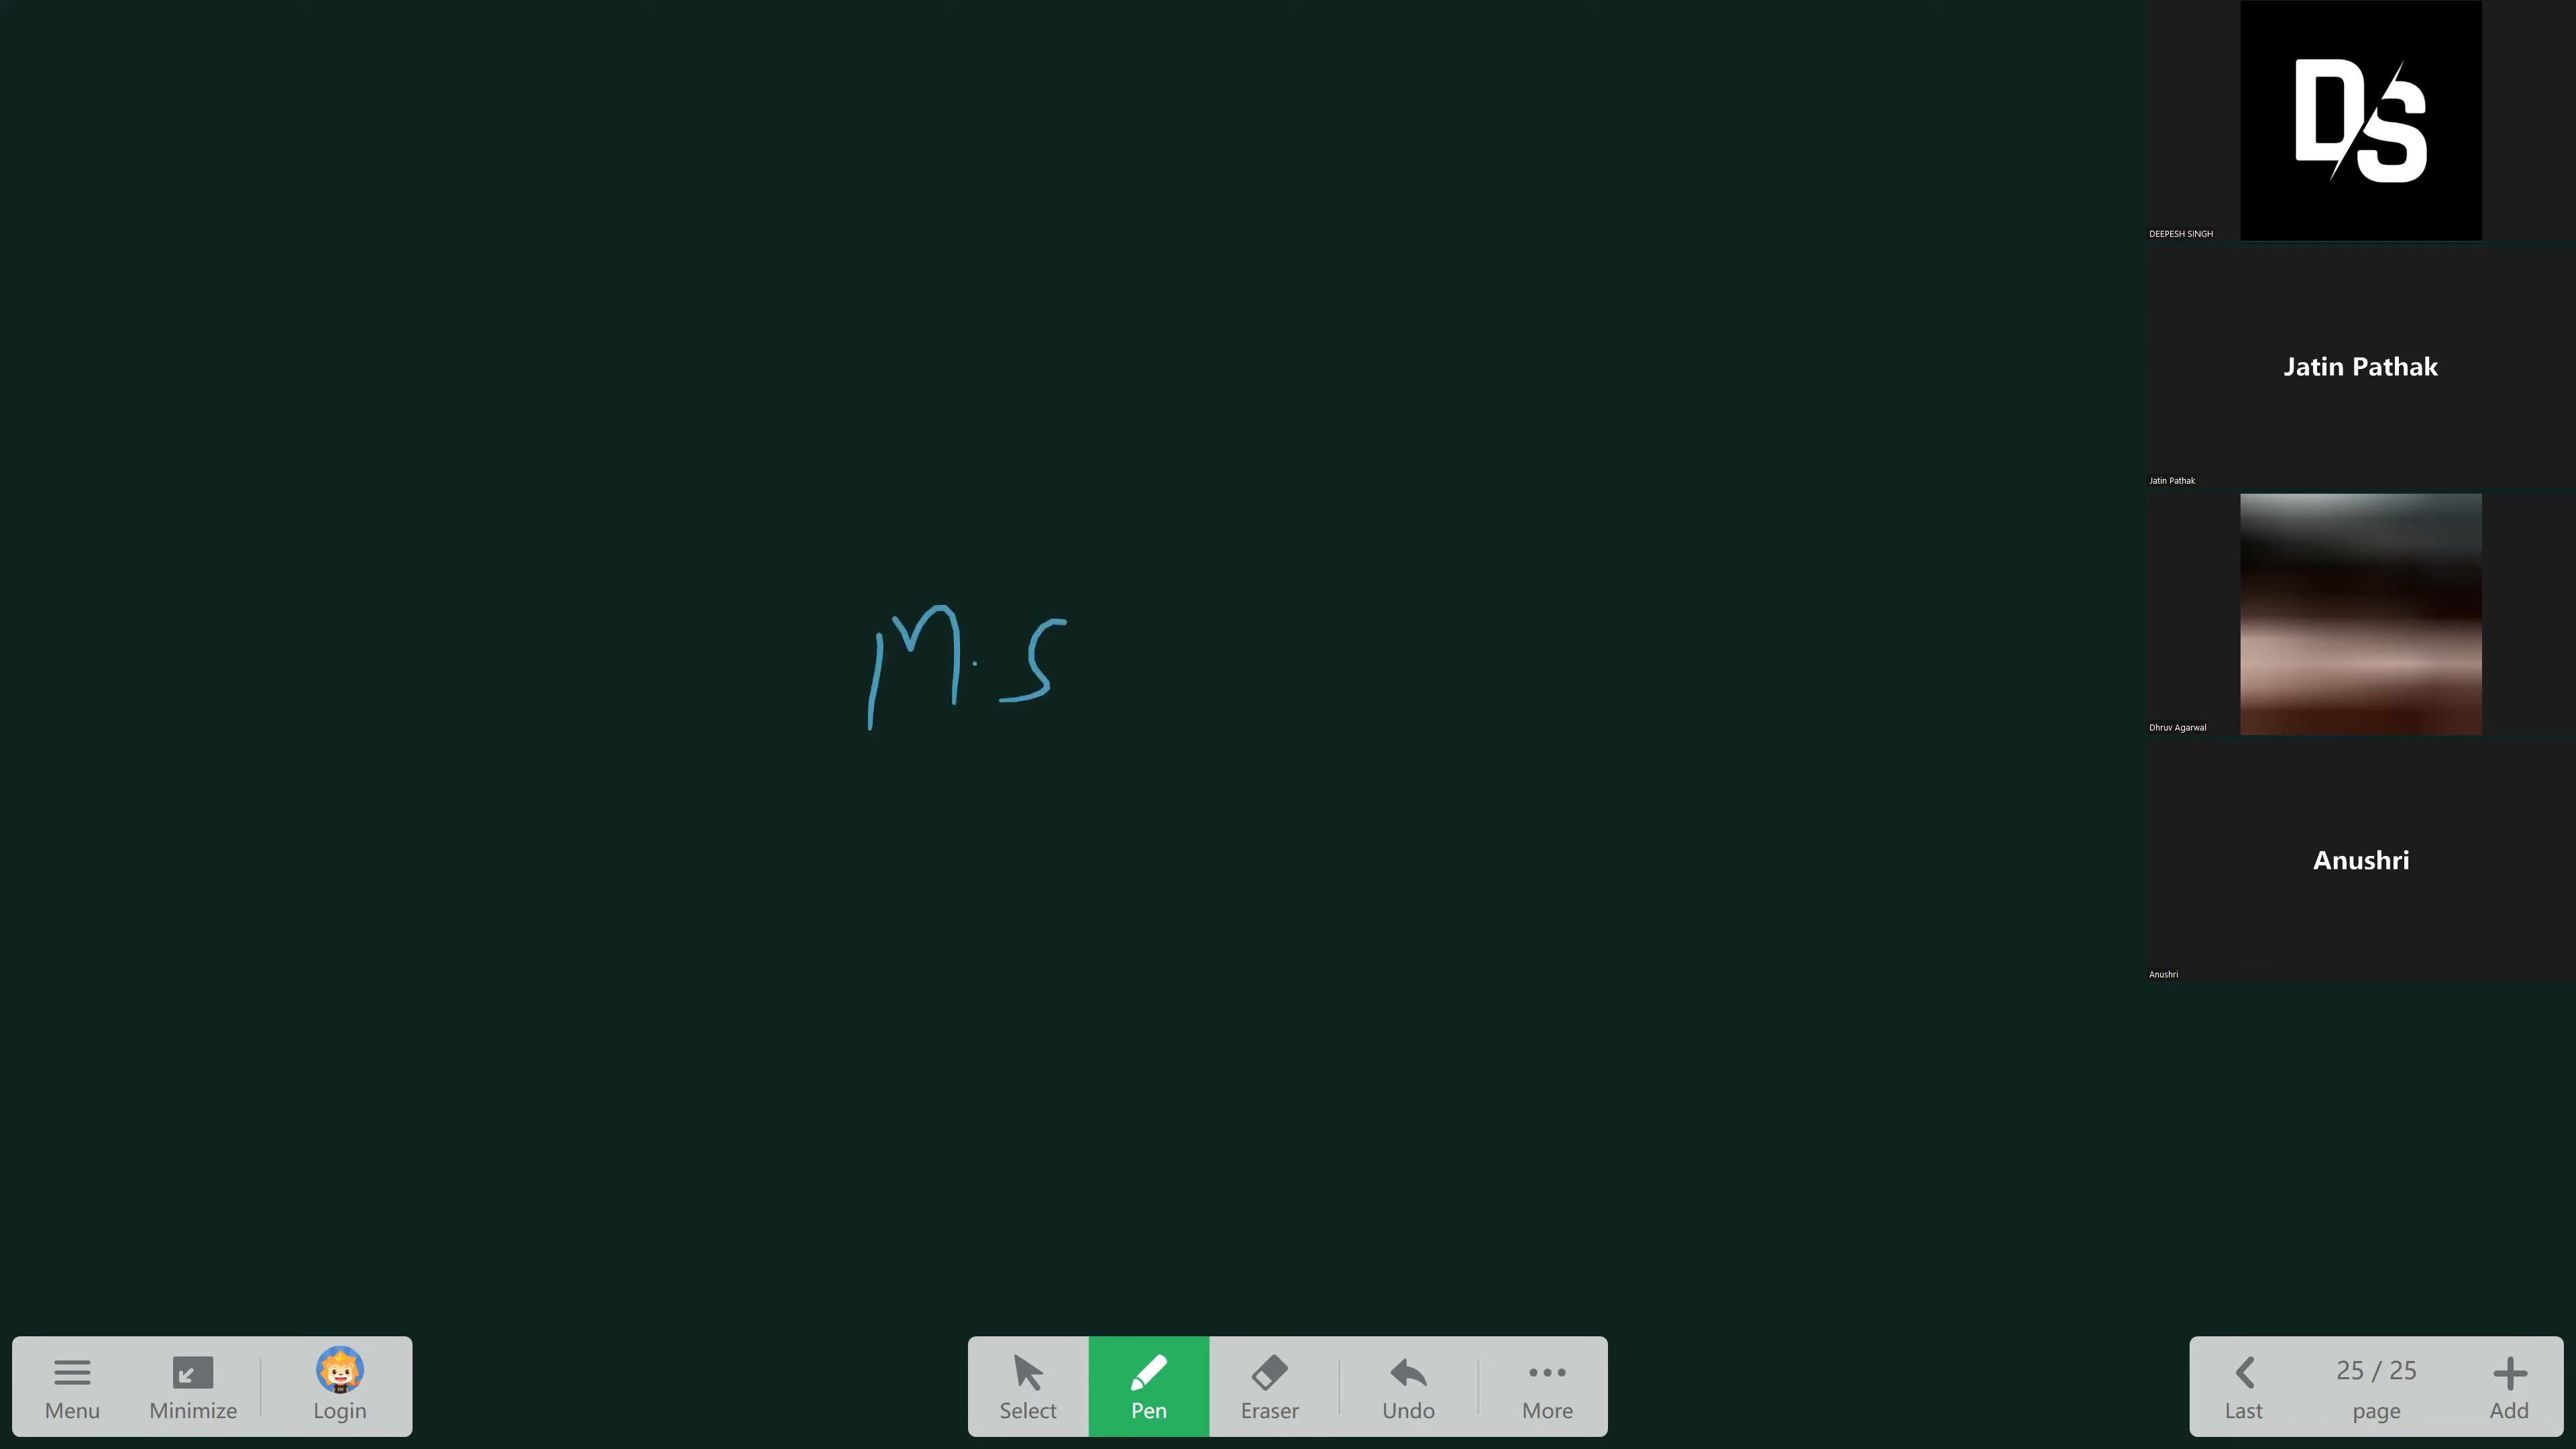 DS
DEEPESH SINGH
Jatin Pathak
Jatin Pathak
Dhruv Agarwal
Anushri
Anushri
M.S
Menu Minimize Login
Select Pen Eraser Undo More
Last 25 / 25 page Add